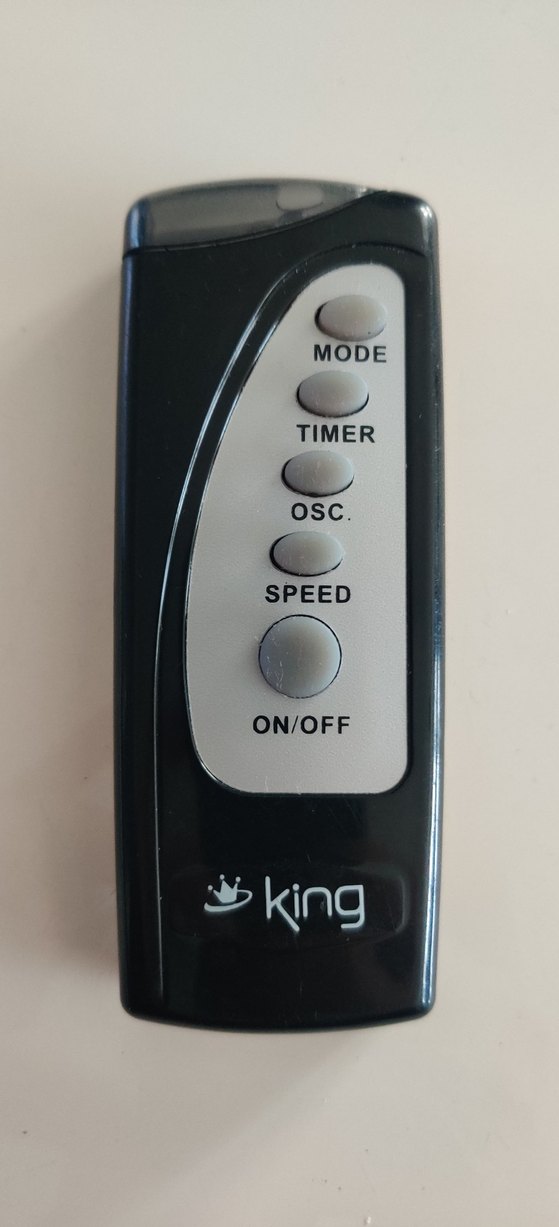 MODE
TIMER
OSC.
SPEED
ON/OFF
king